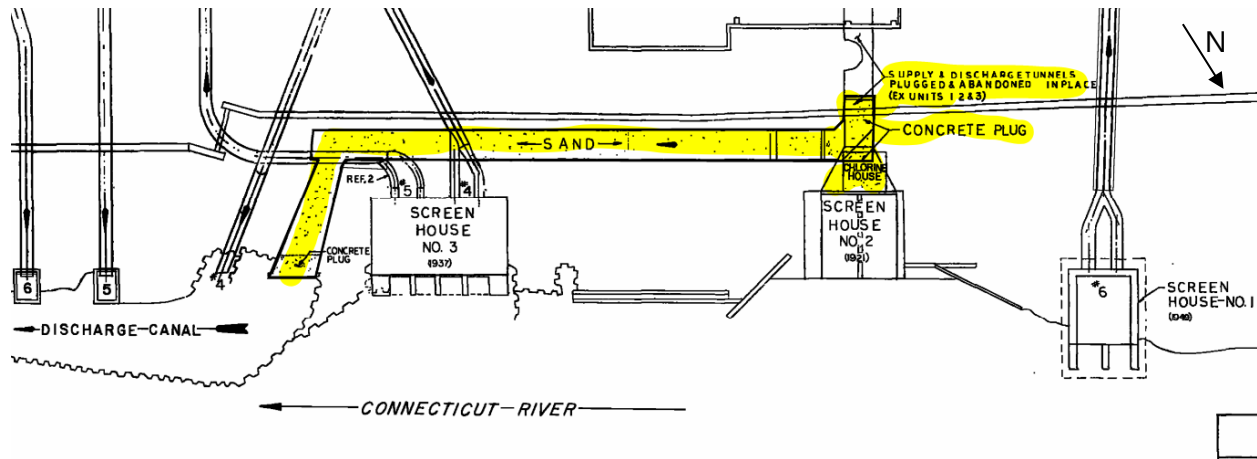 N
SUPPLY & DISCHARGE TUNNELS
PLUGGED & ABANDONED IN PLACE
(EX UNITS 1 2 & 3)
CONCRETE PLUG
SAND
CHLORINE
HOUSE
REF. 2
#5
#4
SCREEN
HOUSE
NO. 3
(1937)
SCREEN
HOUSE
NO. 2
(1921)
CONCRETE
PLUG
6
5
#4
#6
SCREEN
HOUSE-NO. 1
(1949)
DISCHARGE-CANAL
CONNECTICUT-RIVER